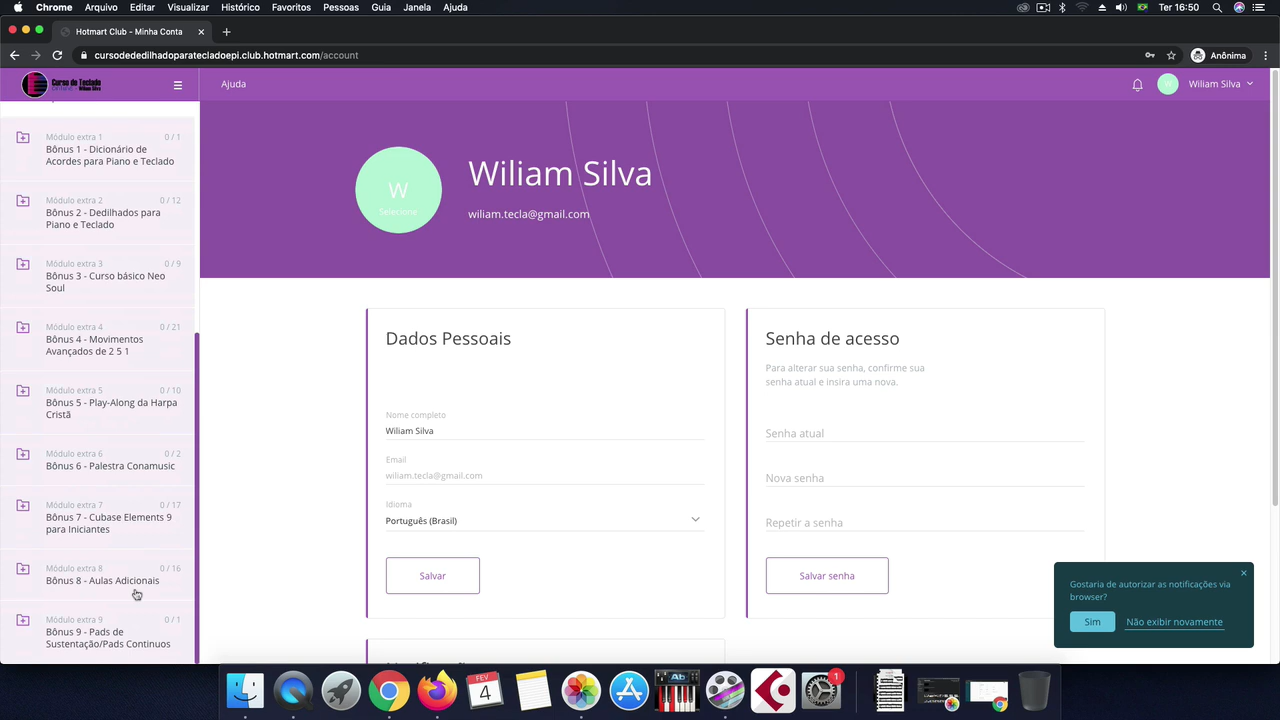 Chrome Arquivo Editar Visualizar Histórico Favoritos Pessoas Guia Janela Ajuda
Ter 16:50
Hotmart Club - Minha Conta
cursodededilhadoparatecladoepi.club.hotmart.com/account
Anônima
Curso de Teclado
Wiliam Silva
Ajuda
Wiliam Silva
Módulo extra 1 0 / 1
Bônus 1 - Dicionário de
Acordes para Piano e Teclado
Módulo extra 2 0 / 12
Bônus 2 - Dedilhados para
Piano e Teclado
Módulo extra 3 0 / 9
Bônus 3 - Curso básico Neo
Soul
Módulo extra 4 0 / 21
Bônus 4 - Movimentos
Avançados de 2 5 1
Módulo extra 5 0 / 10
Bônus 5 - Play-Along da Harpa
Cristã
Módulo extra 6 0 / 2
Bônus 6 - Palestra Conamusic
Módulo extra 7 0 / 17
Bônus 7 - Cubase Elements 9
para Iniciantes
Módulo extra 8 0 / 16
Bônus 8 - Aulas Adicionais
Módulo extra 9 0 / 1
Bônus 9 - Pads de
Sustentação/Pads Continuos
W
Selecione
Wiliam Silva
wiliam.tecla@gmail.com
Dados Pessoais
Nome completo
Wiliam Silva
Email
wiliam.tecla@gmail.com
Idioma
Português (Brasil)
Salvar
Senha de acesso
Para alterar sua senha, confirme sua
senha atual e insira uma nova.
Senha atual
Nova senha
Repetir a senha
Salvar senha
Gostaria de autorizar as notificações via
browser?
Sim Não exibir novamente
FEV
4
Ab
1